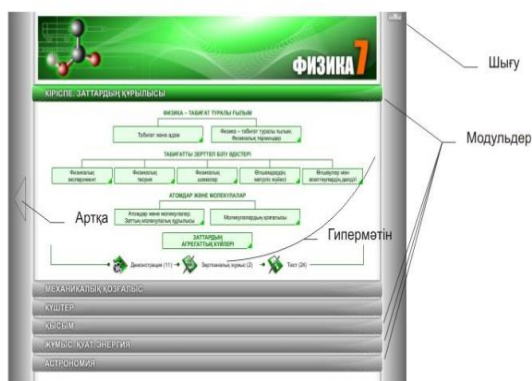 ФИЗИКА 7
Шығу
КІРІСПЕ. ЗАТТАРДЫҢ ҚҰРЫЛЫСЫ
ФИЗИКА – ТАБИҒАТ ТУРАЛЫ ҒЫЛЫМ
Табиғат және адам
Физика – табиғат туралы ғылым.
Физикалық терминдер
Модульдер
ТАБИҒАТТЫ ЗЕРТТЕП БІЛУ ӘДІСТЕРІ
Физикалық эксперимент
Физикалық теория
Физикалық шамалар
Өлшемдердің метрлік жүйесі
Өлшеулер мен есептеулердің дәлдігі
АТОМДАР ЖӘНЕ МОЛЕКУЛАЛАР
Атомдар және молекулалар.
Заттың молекулалық құрылысы
Молекулалардың қозғалысы
Артқа
Гипермәтін
ЗАТТАРДЫҢ
АГРЕГАТТЫҚ КҮЙЛЕРІ
Демонстрация (11)
Зертханалық жұмыс (2)
Тест (24)
МЕХАНИКАЛЫҚ ҚОЗҒАЛЫС
КҮШТЕР
ҚЫСЫМ
ЖҰМЫС. ҚУАТ. ЭНЕРГИЯ
АСТРОНОМИЯ